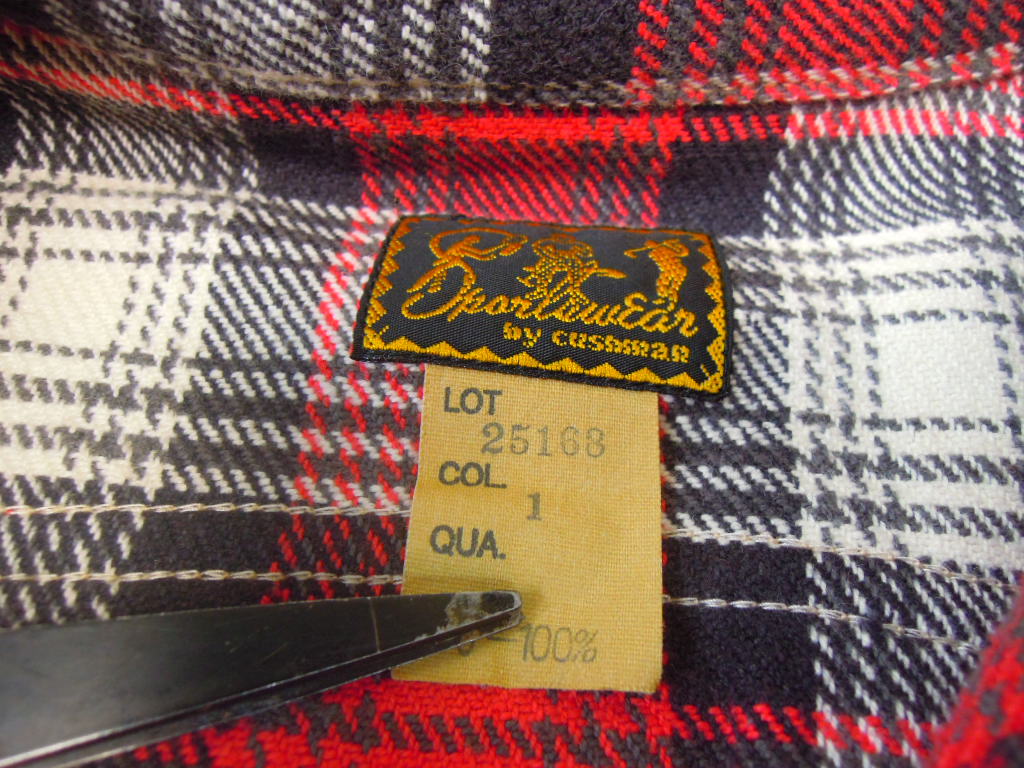 Sportswear
by cushman
LOT
25168
COL.
1
QUA.
100%